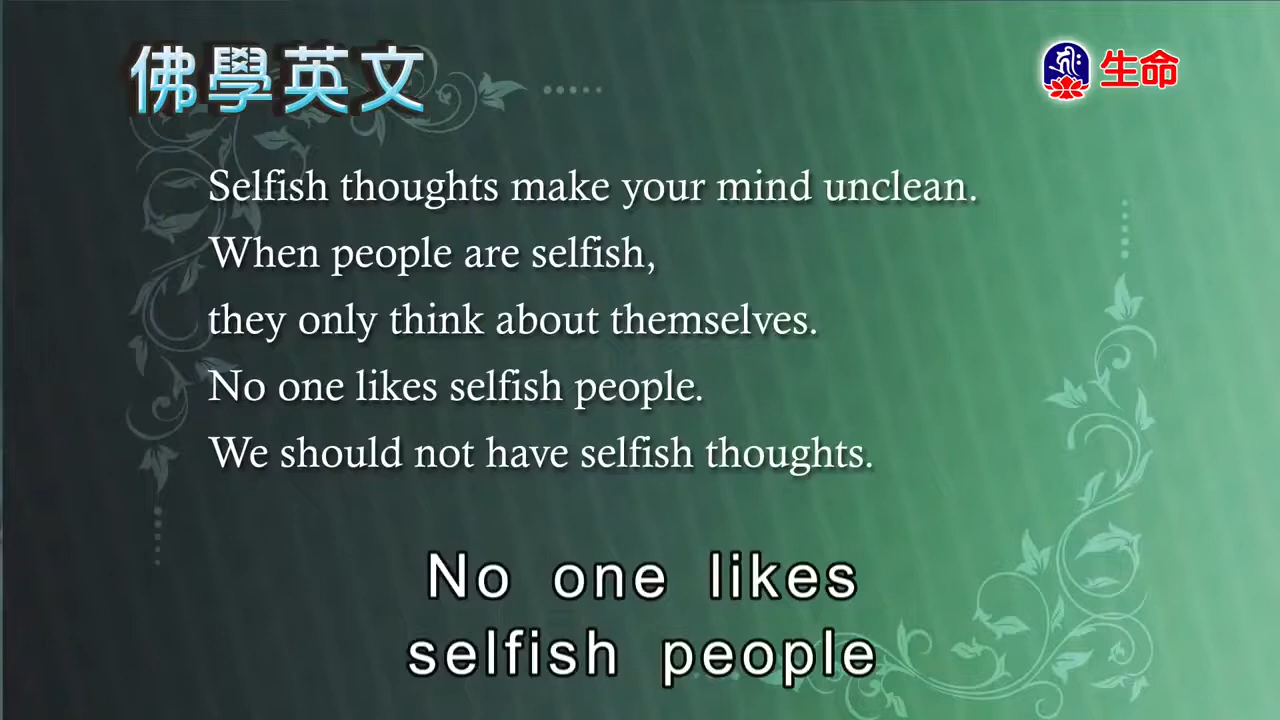 佛學英文
生命
Selfish thoughts make your mind unclean.
When people are selfish,
they only think about themselves.
No one likes selfish people.
We should not have selfish thoughts.
No one likes
selfish people